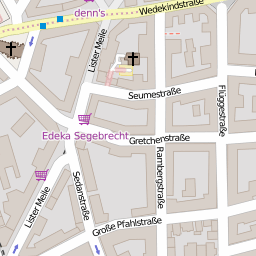 denn's
Wedekindstraße
Lister Meile
Seumestraße
Flüggestraße
Edeka Segebrecht
Gretchenstraße
Rambergstraße
Lister Meile
Sedanstraße
Große Pfahlstraße